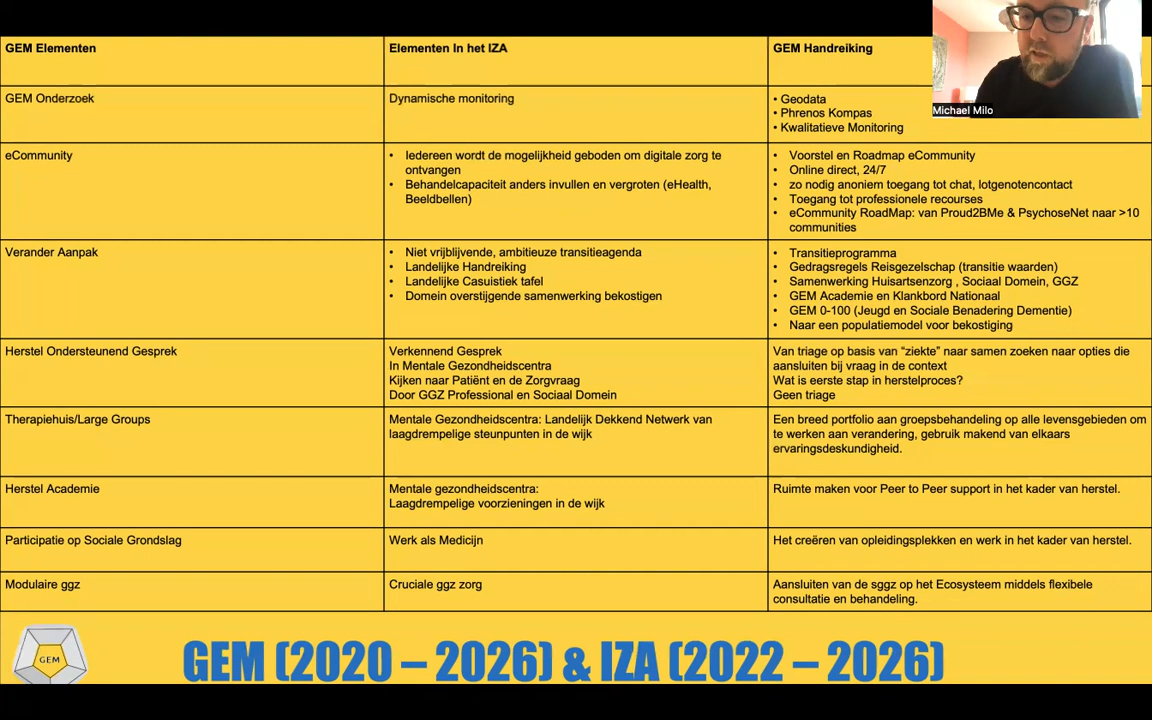 GEM Elementen
Elementen In het IZA
GEM Handreiking
Michael Milo
GEM Onderzoek
Dynamische monitoring
• Geodata
• Phrenos Kompas
• Kwalitatieve Monitoring
eCommunity
• Iedereen wordt de mogelijkheid geboden om digitale zorg te
ontvangen
• Behandelcapaciteit anders invullen en vergroten (eHealth,
Beeldbellen)
• Voorstel en Roadmap eCommunity
• Online direct, 24/7
• zo nodig anoniem toegang tot chat, lotgenotencontact
• Toegang tot professionele recourses
• eCommunity RoadMap: van Proud2BMe & PsychoseNet naar >10
communities
Verander Aanpak
• Niet vrijblijvende, ambitieuze transitieagenda
• Landelijke Handreiking
• Landelijke Casuistiek tafel
• Domein overstijgende samenwerking bekostigen
• Transitieprogramma
• Gedragsregels Reisgezelschap (transitie waarden)
• Samenwerking Huisartsenzorg , Sociaal Domein, GGZ
• GEM Academie en Klankbord Nationaal
• GEM 0-100 (Jeugd en Sociale Benadering Dementie)
• Naar een populatiemodel voor bekostiging
Herstel Ondersteunend Gesprek
Verkennend Gesprek
In Mentale Gezondheidscentra
Kijken naar Patiënt en de Zorgvraag
Door GGZ Professional en Sociaal Domein
Van triage op basis van “ziekte” naar samen zoeken naar opties die
aansluiten bij vraag in de context
Wat is eerste stap in herstelproces?
Geen triage
Therapiehuis/Large Groups
Mentale Gezondheidscentra: Landelijk Dekkend Netwerk van
laagdrempelige steunpunten in de wijk
Een breed portfolio aan groepsbehandeling op alle levensgebieden om
te werken aan verandering, gebruik makend van elkaars
ervaringsdeskundigheid.
Herstel Academie
Mentale gezondheidscentra:
Laagdrempelige voorzieningen in de wijk
Ruimte maken voor Peer to Peer support in het kader van herstel.
Participatie op Sociale Grondslag
Werk als Medicijn
Het creëren van opleidingsplekken en werk in het kader van herstel.
Modulaire ggz
Cruciale ggz zorg
Aansluiten van de sggz op het Ecosysteem middels flexibele
consultatie en behandeling.
GEM
GEM (2020 – 2026) & IZA (2022 – 2026)